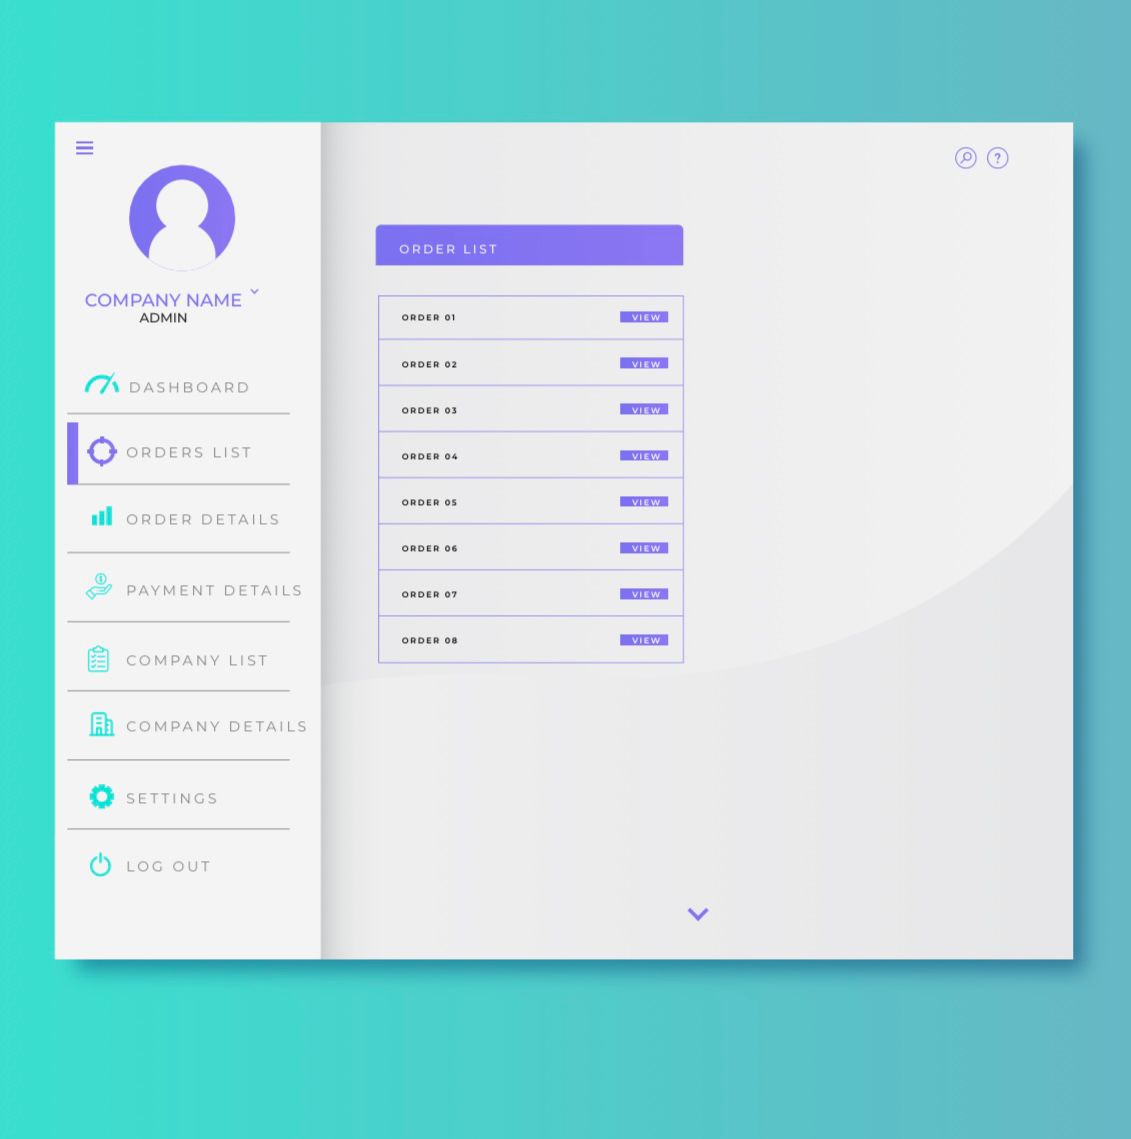 COMPANY NAME
ADMIN
DASHBOARD
ORDERS LIST
ORDER DETAILS
PAYMENT DETAILS
COMPANY LIST
COMPANY DETAILS
SETTINGS
LOG OUT
?
ORDER LIST
ORDER 01 VIEW
ORDER 02 VIEW
ORDER 03 VIEW
ORDER 04 VIEW
ORDER 05 VIEW
ORDER 06 VIEW
ORDER 07 VIEW
ORDER 08 VIEW